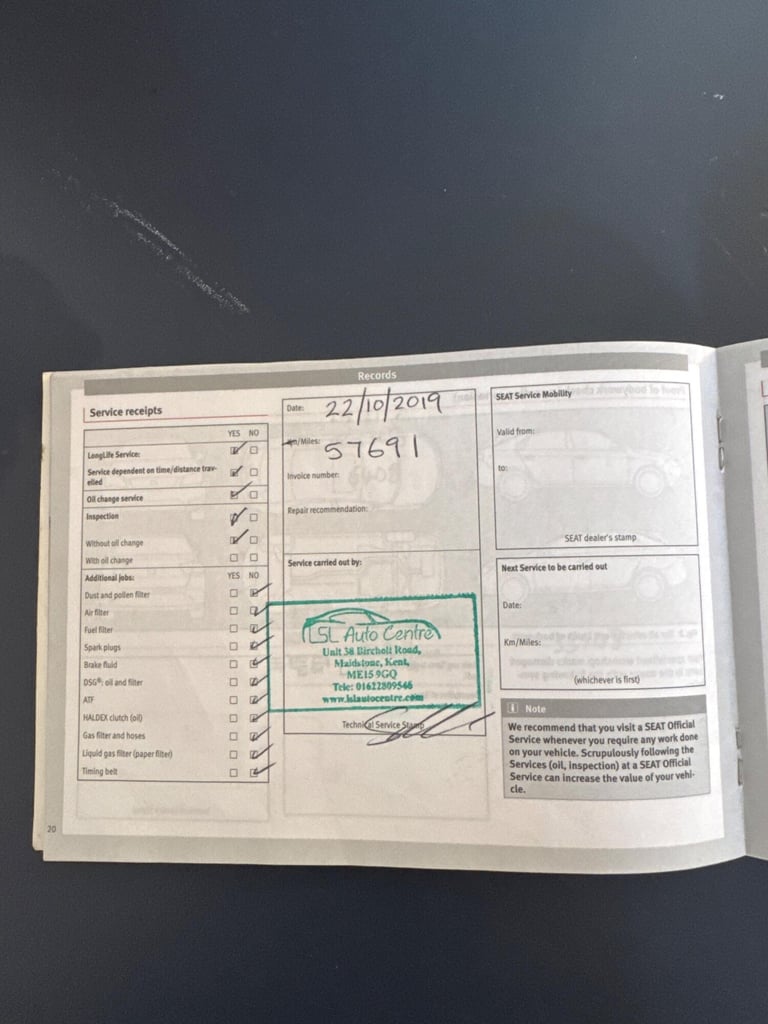 Records
Service receipts
YES NO
LongLife Service:
Service dependent on time/distance trav-
elled
Oil change service
Inspection
Without oil change
With oil change
Additional jobs: YES NO
Dust and pollen filter
Air filter
Fuel filter
Spark plugs
Brake fluid
DSG®: oil and filter
ATF
HALDEX clutch (oil)
Gas filter and hoses
Liquid gas filter (paper filter)
Timing belt
Date: 22/10/2019
Km/Miles: 57691
Invoice number:
Repair recommendation:
Service carried out by:
LSL Auto Centre
Unit 38 Bircholt Road,
Maidstone, Kent,
ME15 9GQ
Tele: 01622809546
www.lslautocentre.com
Technical Service Stamp
SEAT Service Mobility
Valid from:
to:
SEAT dealer's stamp
Next Service to be carried out
Date:
Km/Miles:
(whichever is first)
i Note
We recommend that you visit a SEAT Official
Service whenever you require any work done
on your vehicle. Scrupulously following the
Services (oil, inspection) at a SEAT Official
Service can increase the value of your vehi-
cle.
20